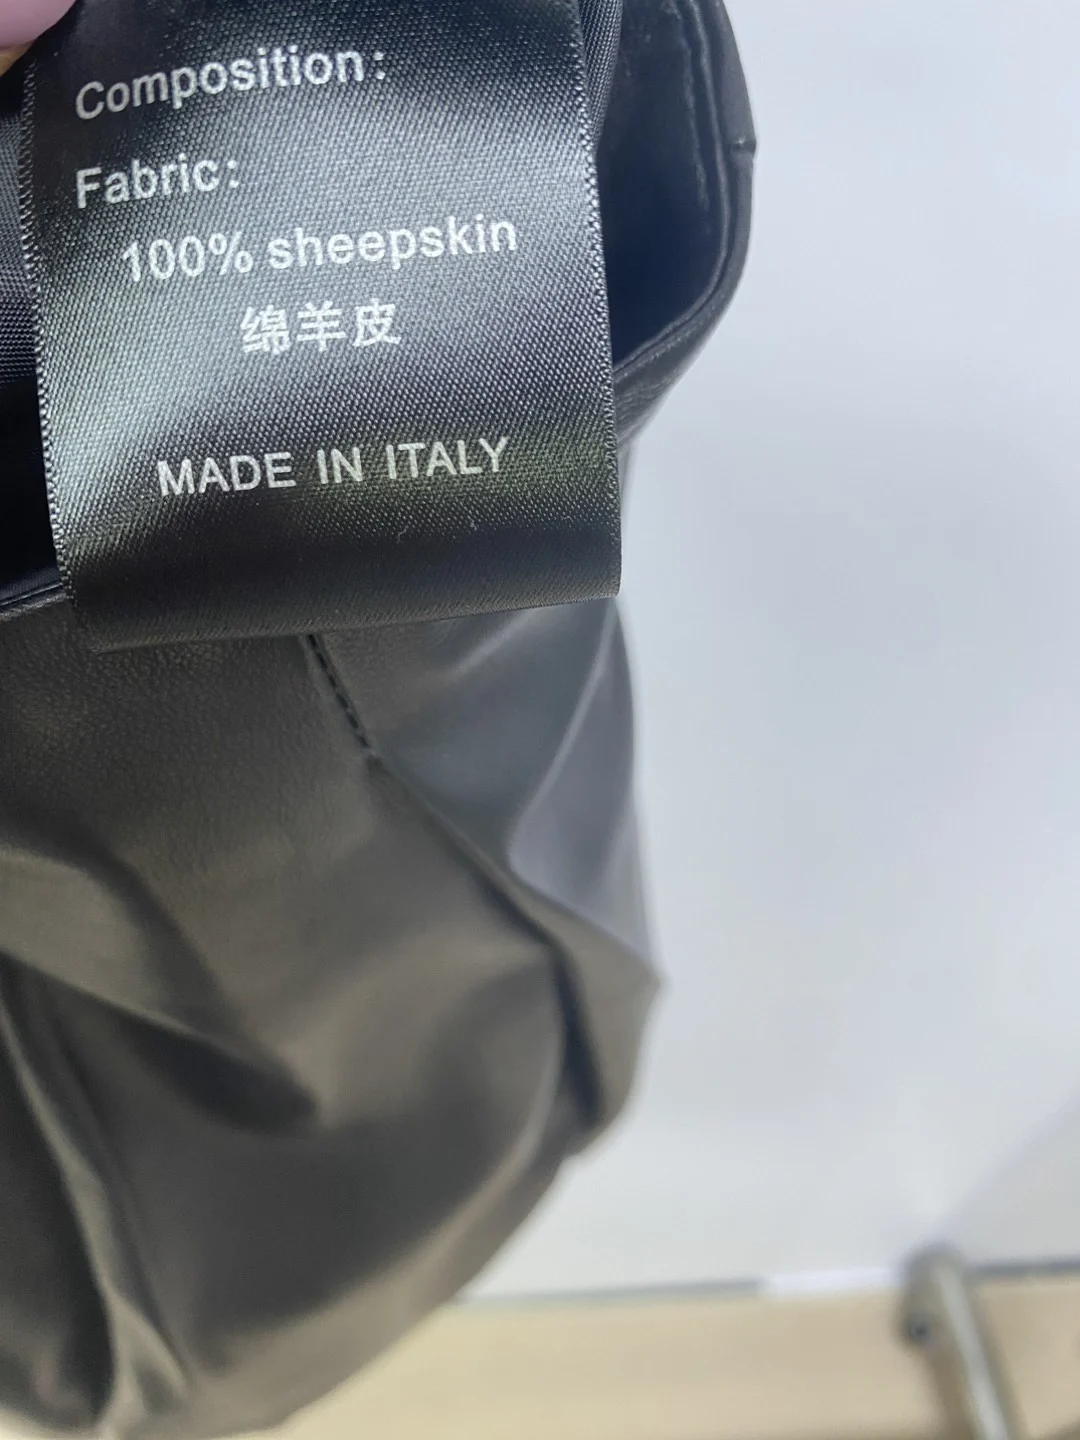 Composition:
Fabric:
100% sheepskin
绵羊皮
MADE IN ITALY